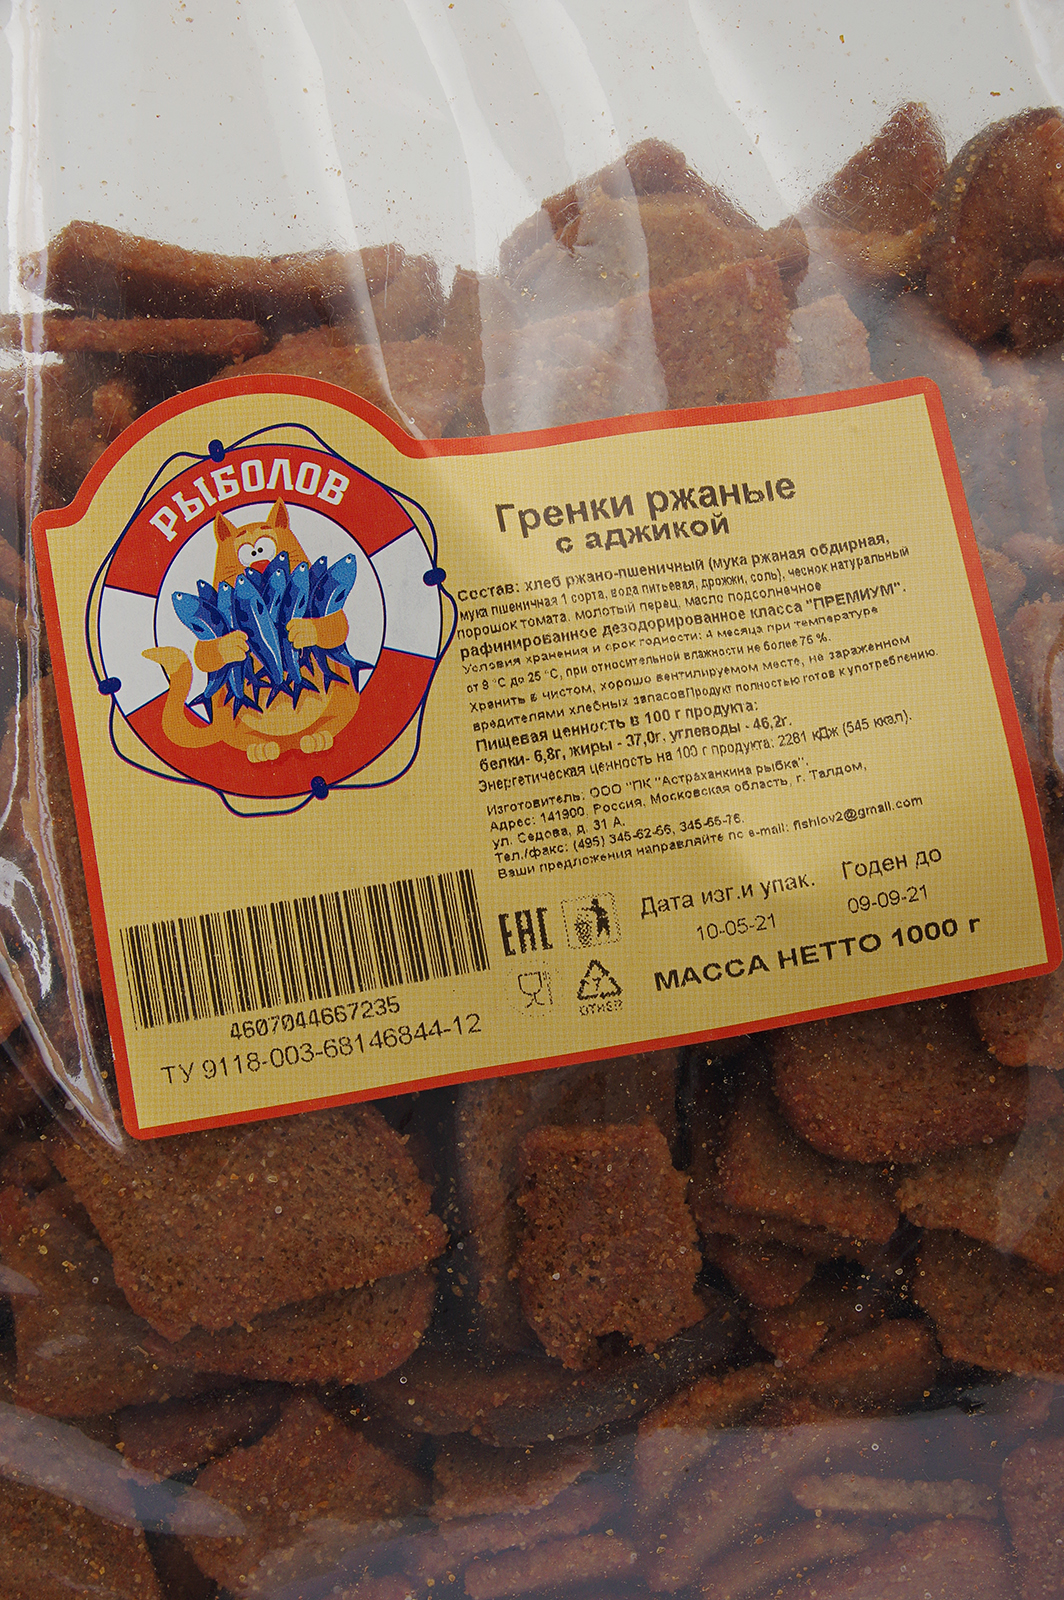 РЫБОЛОВ
Гренки ржаные
с аджикой
Состав: хлеб ржано-пшеничный (мука ржаная обдирная,
мука пшеничная 1 сорта, вода питьевая, дрожжи, соль), чеснок натуральный
порошок томата, молотый перец, масло подсолнечное
рафинированное дезодорированное класса "ПРЕМИУМ".
Условия хранения и срок годности: 4 месяца при температуре
от 8 °С до 25 °С, при относительной влажности не более 75 %.
Хранить в чистом, хорошо вентилируемом месте, не зараженном
вредителями хлебных запасовПродукт полностью готов к употреблению.
Пищевая ценность в 100 г продукта:
белки- 6,8г, жиры - 37,0г, углеводы - 46,2г.
Энергетическая ценность на 100 г продукта: 2281 кДж (545 ккал).
Изготовитель: ООО "ПК "Астраханкина рыбка".
Адрес: 141900, Россия, Московская область, г. Талдом,
ул. Седова, д. 31 А.
Тел./факс: (495) 345-62-66, 345-65-76.
Ваши предложения направляйте по e-mail: fishlov2@gmail.com
Дата изг.и упак. Годен до
10-05-21 09-09-21
МАССА НЕТТО 1000 г
ЕАС
7
OTHER
4607044667235
ТУ 9118-003-68146844-12